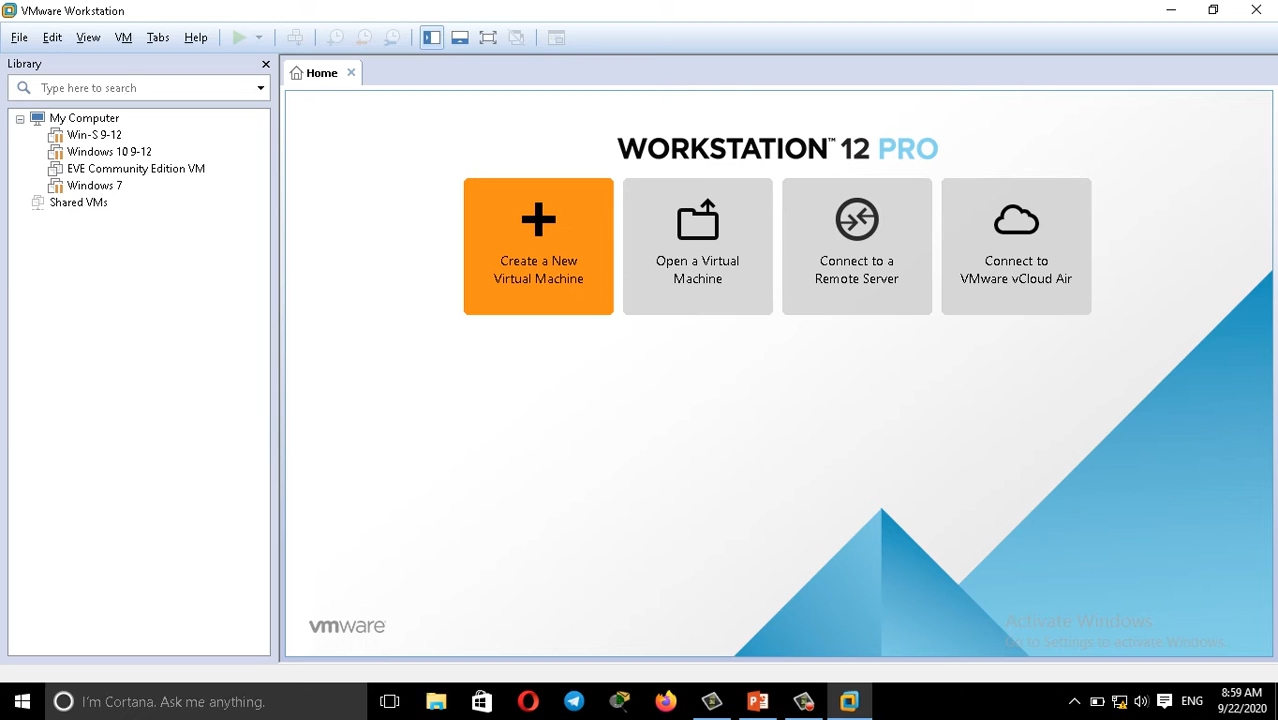 VMware Workstation
File Edit View VM Tabs Help
Library
Type here to search
My Computer
Win-S 9-12
Windows 10 9-12
EVE Community Edition VM
Windows 7
Shared VMs
Home
WORKSTATION™ 12 PRO
Create a New
Virtual Machine
Open a Virtual
Machine
Connect to a
Remote Server
Connect to
VMware vCloud Air
vmware
Activate Windows
Go to Settings to activate Windows.
I'm Cortana. Ask me anything.
ENG
8:59 AM
9/22/2020